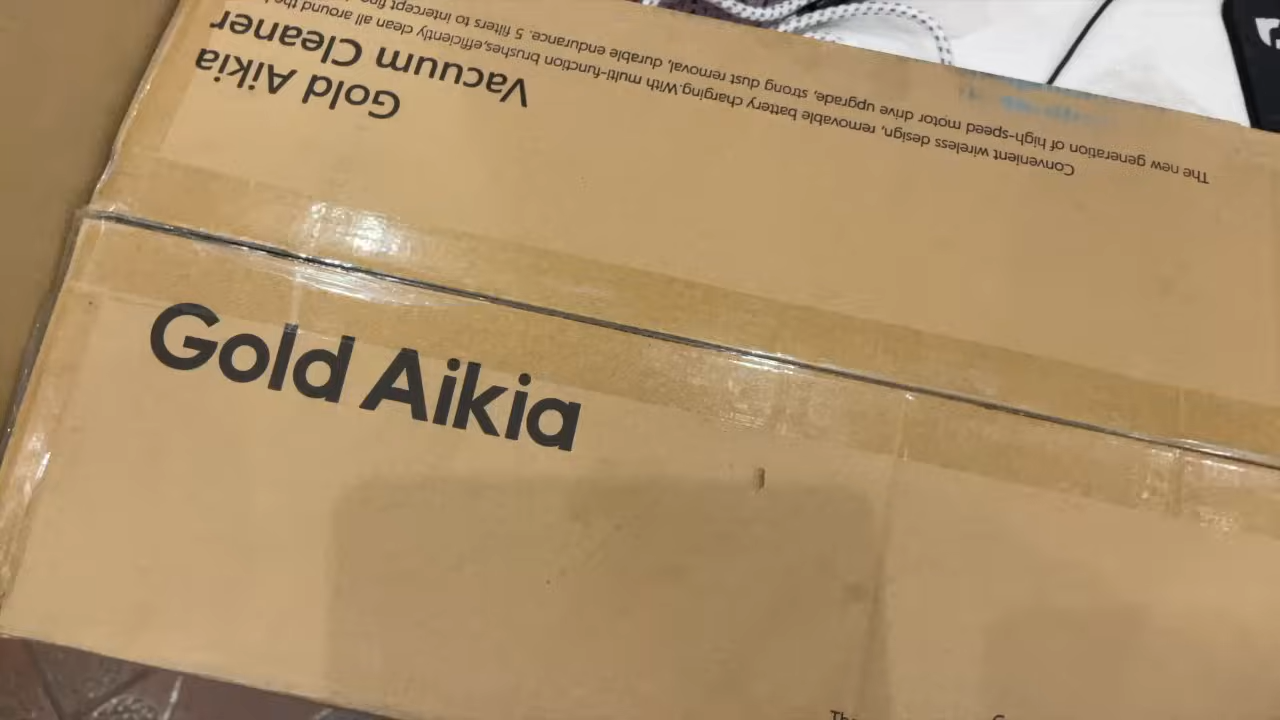 Gold Aikia
Vacuum Cleaner
The new generation of high-speed motor drive upgrade, strong dust removal, durable endurance. 5 filters to intercept
Convenient wireless design, removable battery charging.With multi-function brushes,efficiently clean all around the
Gold Aikia